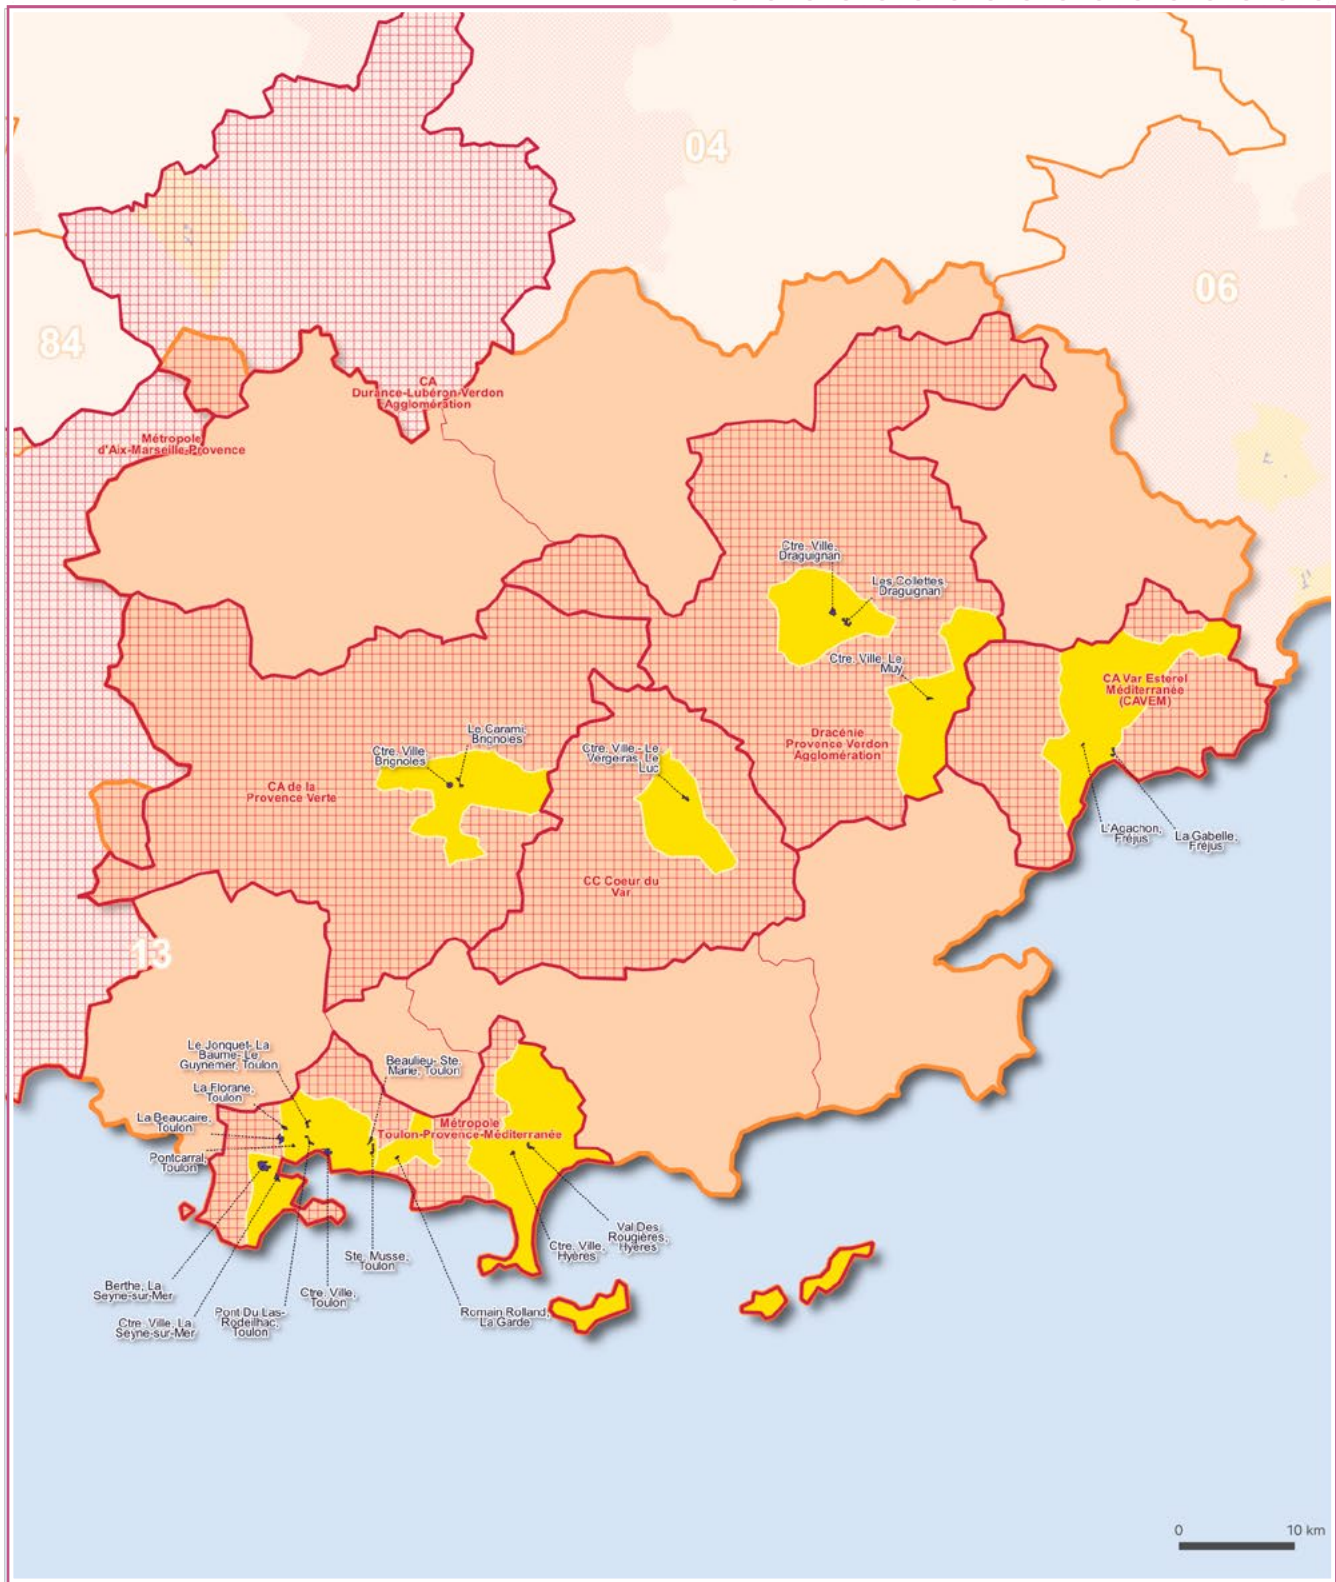 04
06
84
CA
Durance-Lubéron-Verdon
Agglomération
Métropole
d'Aix-Marseille-Provence
Ctre. Ville,
Draguignan
Les Collettes,
Draguignan
Ctre. Ville, Le
Muy
CA Var Esterel
Méditerranée
(CAVEM)
Dracénie
Provence Verdon
Agglomération
Le Carami,
Brignoles
Ctre. Ville
Brignoles
Ctre. Ville - Le
Vergeiras, Le
Luc
CA de la
Provence Verte
L'Agachon,
Fréjus
La Gabelle,
Fréjus
CC Coeur du
Var
13
Le Jonquet- La
Baume- Le
Guynemer, Toulon
Beaulieu- Ste.
Marie, Toulon
La Florane,
Toulon
La Beaucaire,
Toulon
Métropole
Toulon-Provence-Méditerranée
Pontcarral,
Toulon
Val Des
Rougières,
Hyères
Ctre. Ville,
Hyères
Ste. Musse,
Toulon
Berthe, La
Seyne-sur-Mer
Ctre. Ville,
Toulon
Pont Du Las-
Rodeilhac,
Toulon
Romain Rolland,
La Garde
Ctre. Ville, La
Seyne-sur-Mer
0 10 km